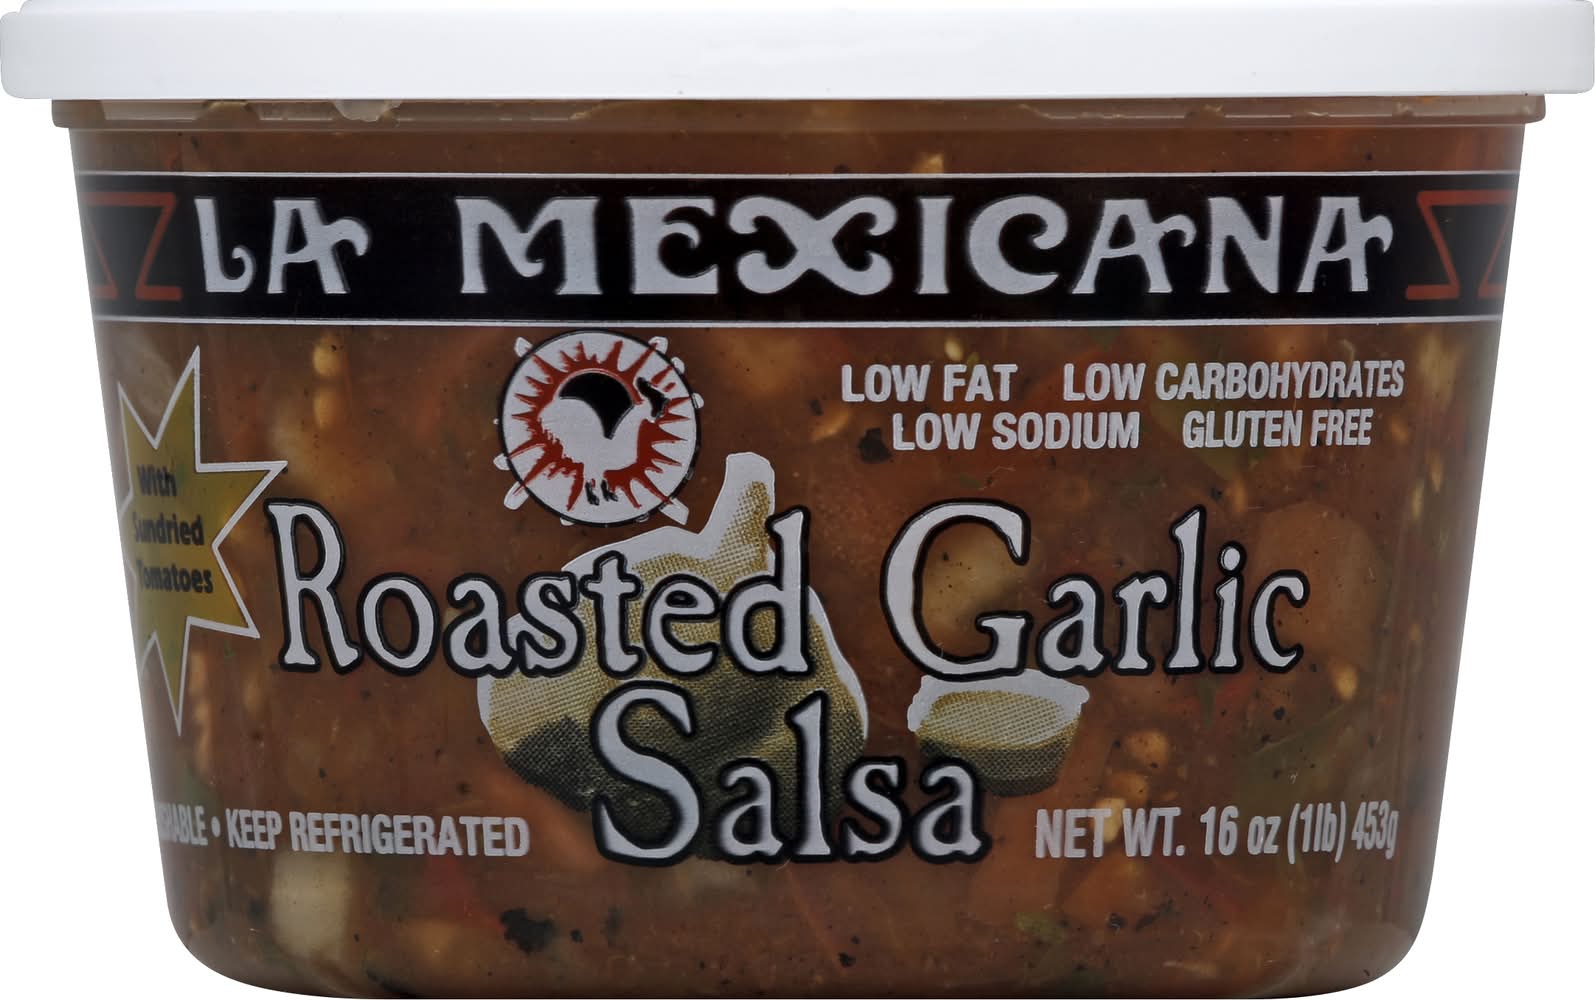 LA MEXICANA
LOW FAT LOW CARBOHYDRATES
LOW SODIUM GLUTEN FREE
With
Sundried
Tomatoes
Roasted Garlic
Salsa
• KEEP REFRIGERATED
NET WT. 16 oz (1lb) 453g